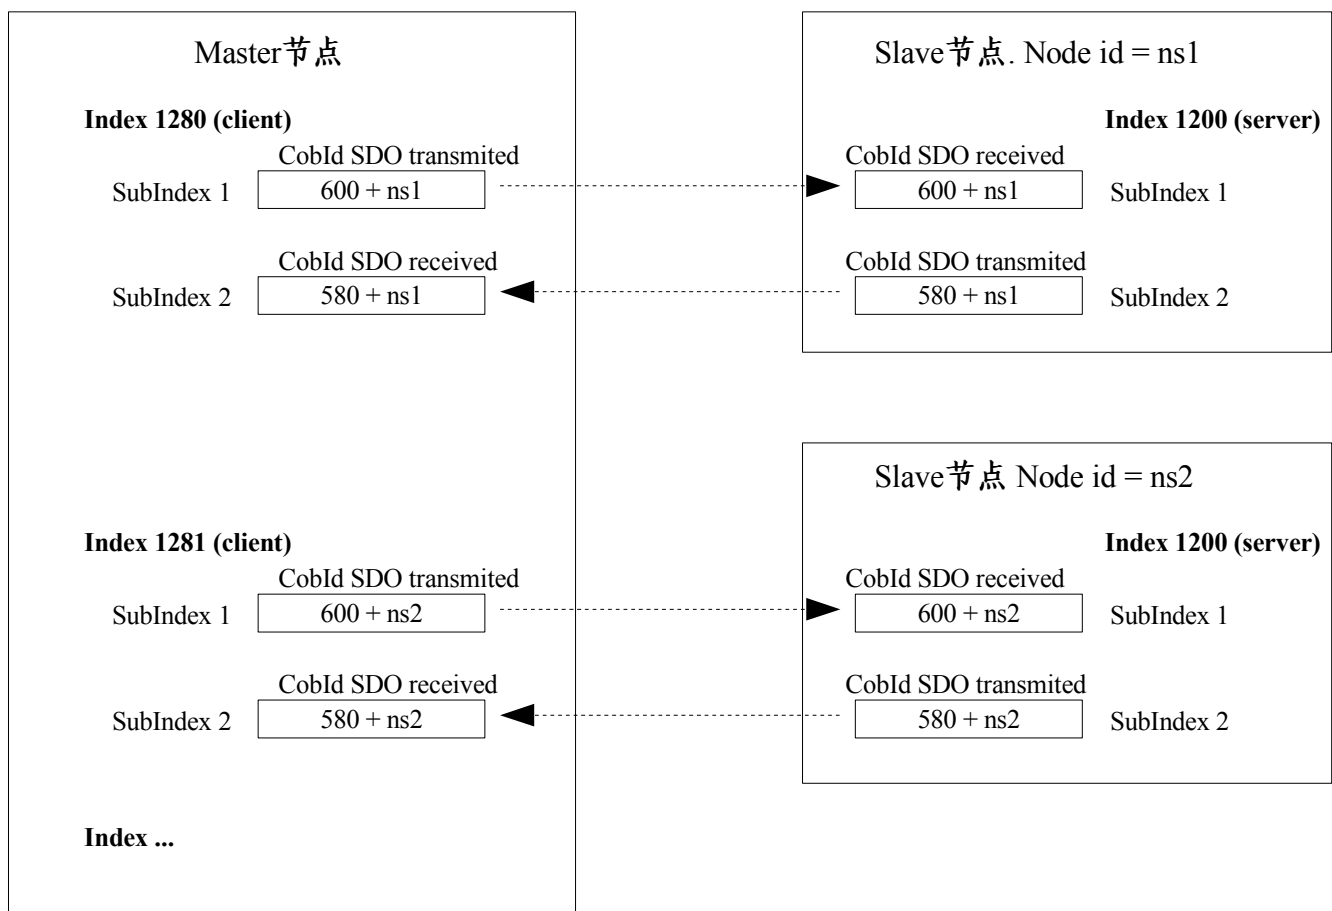 Master节点
Index 1280 (client)
CobId SDO transmited
SubIndex 1
600 + ns1
CobId SDO received
SubIndex 2
580 + ns1
Slave节点. Node id = ns1
Index 1200 (server)
CobId SDO received
600 + ns1
SubIndex 1
CobId SDO transmited
580 + ns1
SubIndex 2
Index 1281 (client)
CobId SDO transmited
SubIndex 1
600 + ns2
CobId SDO received
SubIndex 2
580 + ns2
Index ...
Slave节点 Node id = ns2
Index 1200 (server)
CobId SDO received
600 + ns2
SubIndex 1
CobId SDO transmited
580 + ns2
SubIndex 2